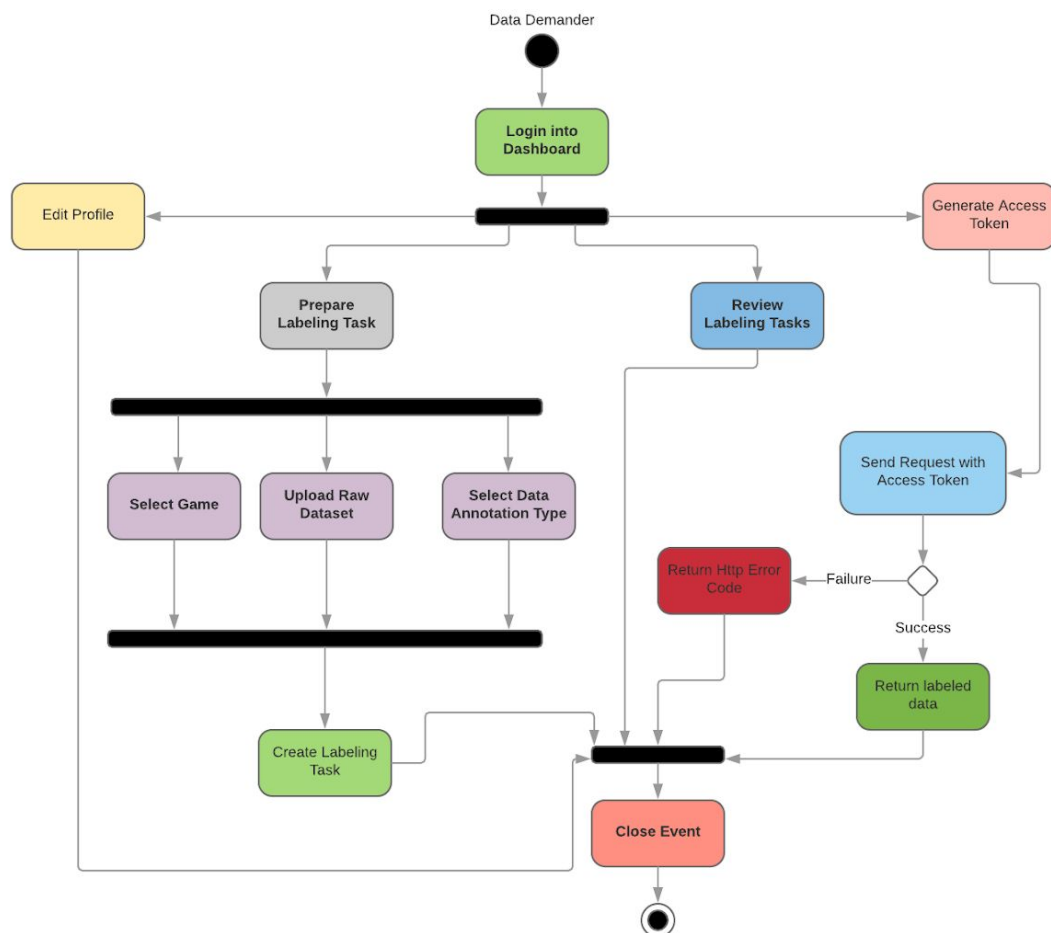 Data Demander
Login into
Dashboard
Edit Profile
Generate Access
Token
Prepare
Labeling Task
Review
Labeling Tasks
Select Game
Upload Raw
Dataset
Select Data
Annotation Type
Send Request with
Access Token
Return Http Error
Code
Failure
Success
Return labeled
data
Create Labeling
Task
Close Event